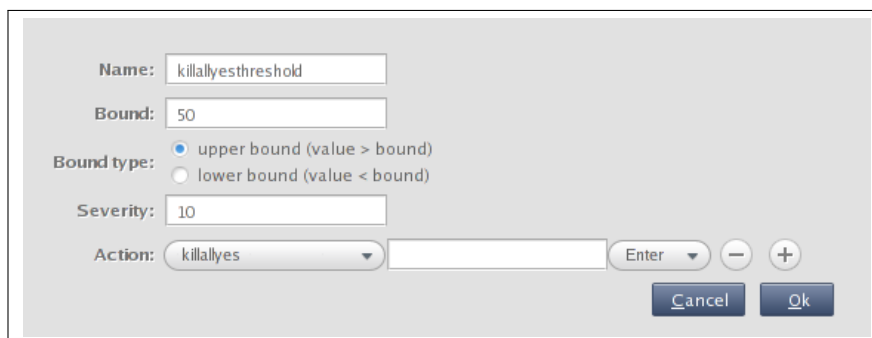 Name: killallyesthreshold
Bound: 50
Bound type: upper bound (value > bound)
lower bound (value < bound)
Severity: 10
Action: killallyes Enter − +
Cancel Ok